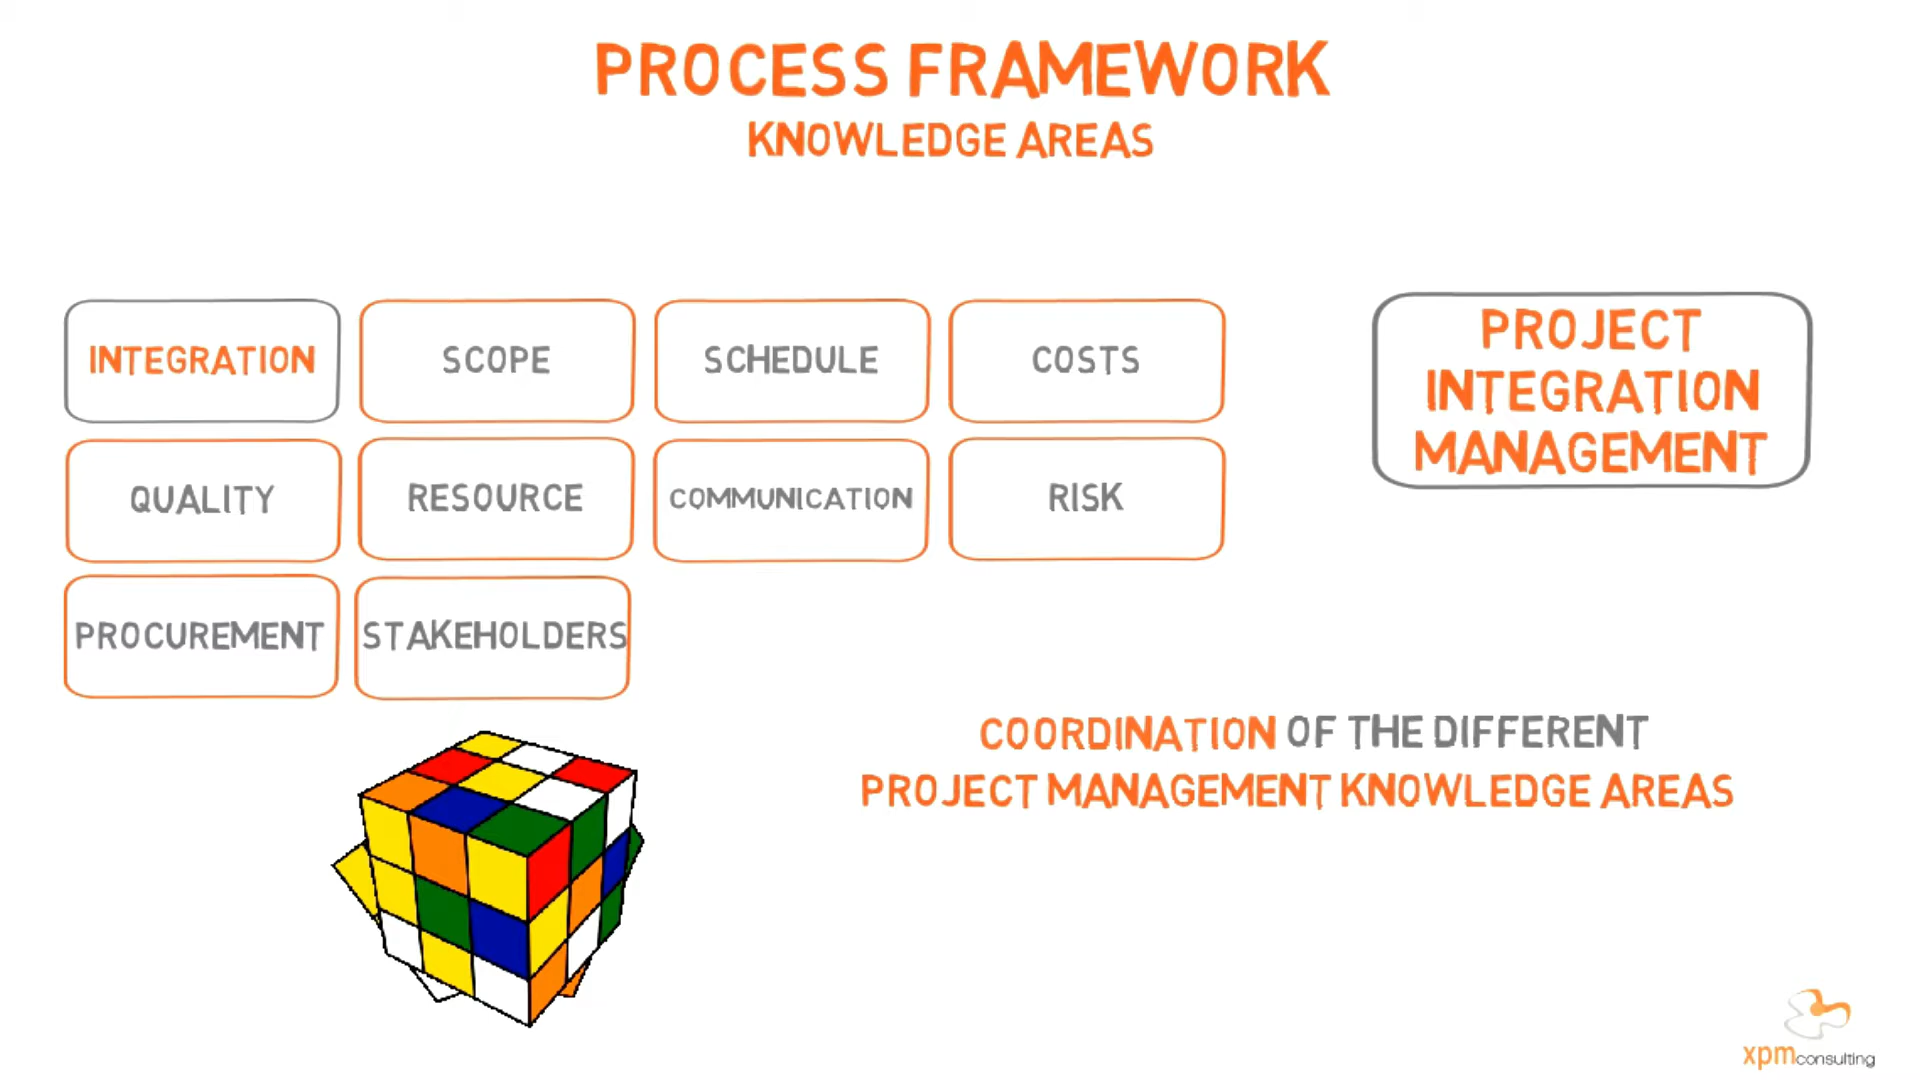 PROCESS FRAMEWORK
KNOWLEDGE AREAS
INTEGRATION
SCOPE
SCHEDULE
COSTS
QUALITY
RESOURCE
COMMUNICATION
RISK
PROCUREMENT
STAKEHOLDERS
PROJECT
INTEGRATION
MANAGEMENT
COORDINATION OF THE DIFFERENT
PROJECT MANAGEMENT KNOWLEDGE AREAS
xpmconsulting